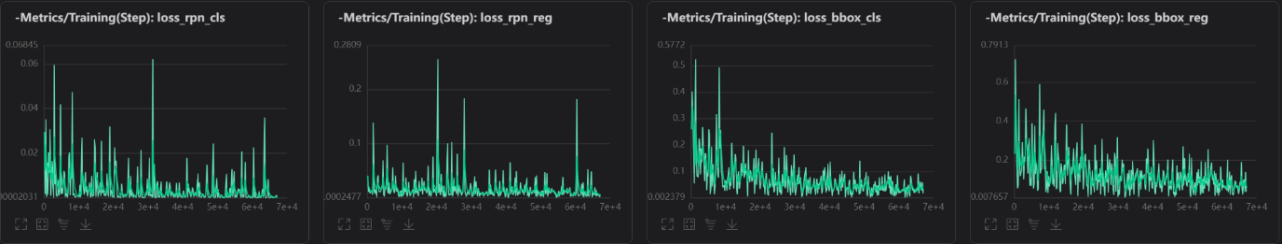 -Metrics/Training(Step): loss_rpn_cls
0.06845
0.06
0.04
0.02
.0002031
0 1e+4 2e+4 3e+4 4e+4 5e+4 6e+4 7e+4
-Metrics/Training(Step): loss_rpn_reg
0.2809
0.2
0.1
.0002477
0 1e+4 2e+4 3e+4 4e+4 5e+4 6e+4 7e+4
-Metrics/Training(Step): loss_bbox_cls
0.5772
0.5
0.4
0.3
0.2
0.1
0.002379
0 1e+4 2e+4 3e+4 4e+4 5e+4 6e+4 7e+4
-Metrics/Training(Step): loss_bbox_reg
0.7913
0.6
0.4
0.2
0.007657
0 1e+4 2e+4 3e+4 4e+4 5e+4 6e+4 7e+4